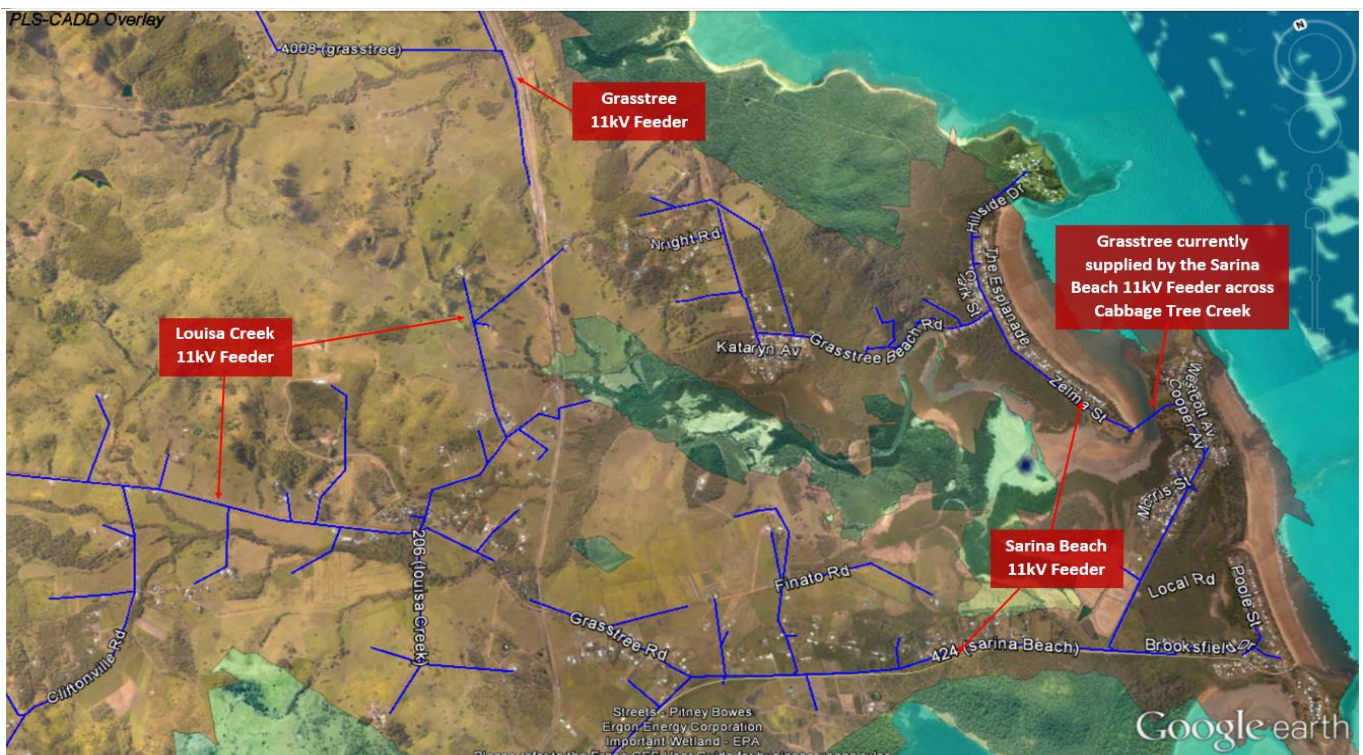 PLS-CADD Overlay
4008 (grasstree)
N
Grasstree
11kV Feeder
Hillside Dr
Wright Rd
The Esplanade
Grasstree currently
supplied by the Sarina
Beach 11kV Feeder across
Cabbage Tree Creek
Louisa Creek
11kV Feeder
Kataryn Av
Grasstree Beach Rd
Zelma St
Westcott Av
Cooper Av
Morris St
Sarina Beach
11kV Feeder
206 (louisa Creek)
Finato Rd
Local Rd
Poole St
Grasstree Rd
424 (sarina Beach)
Brooksfield Dr
Cliftonville Rd
Streets - Pitney Bowes
Ergon Energy Corporation
Important Wetland - EPA
Google earth